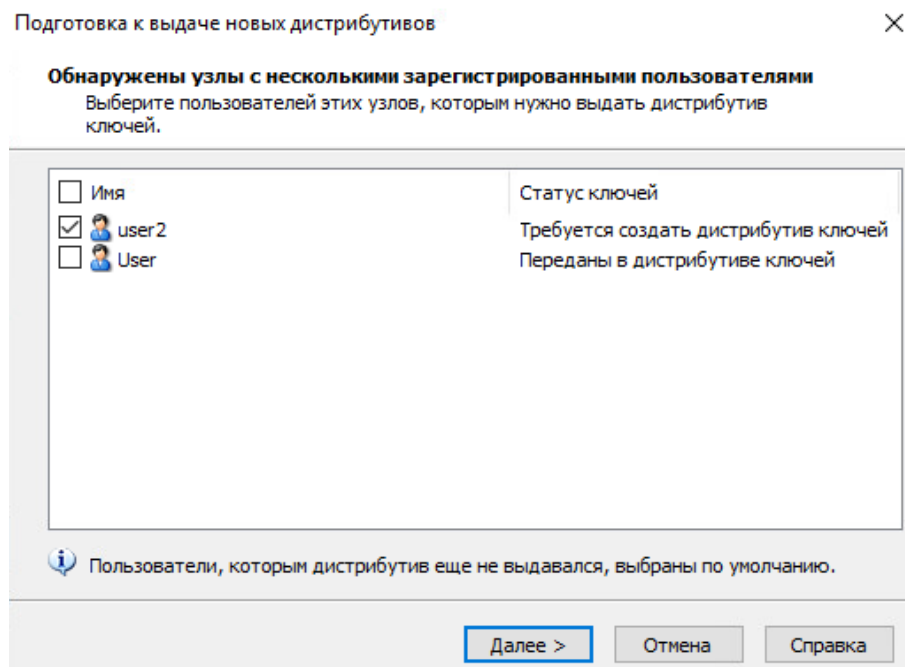 Подготовка к выдаче новых дистрибутивов
Обнаружены узлы с несколькими зарегистрированными пользователями
Выберите пользователей этих узлов, которым нужно выдать дистрибутив
ключей.
Имя Статус ключей
user2 Требуется создать дистрибутив ключей
User Переданы в дистрибутиве ключей
Пользователи, которым дистрибутив еще не выдавался, выбраны по умолчанию.
Далее > Отмена Справка